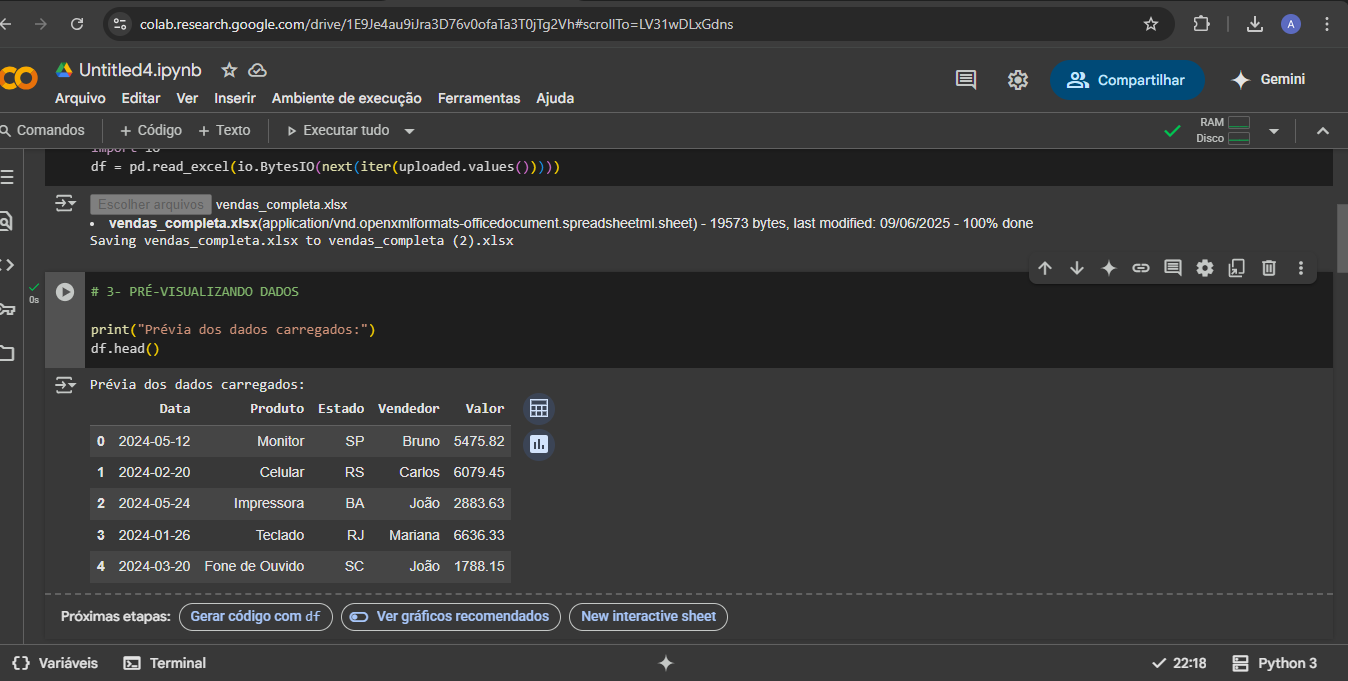 colab.research.google.com/drive/1E9Je4au9iJra3D76v0ofaTa3T0jTg2Vh#scrollTo=LV31wDLxGdns
A
Untitled4.ipynb
Compartilhar
Gemini
Arquivo Editar Ver Inserir Ambiente de execução Ferramentas Ajuda
Comandos + Código + Texto Executar tudo
RAM
Disco
import io
df = pd.read_excel(io.BytesIO(next(iter(uploaded.values()))))
Escolher arquivos vendas_completa.xlsx
• vendas_completa.xlsx(application/vnd.openxmlformats-officedocument.spreadsheetml.sheet) - 19573 bytes, last modified: 09/06/2025 - 100% done
Saving vendas_completa.xlsx to vendas_completa (2).xlsx
0s
# 3- PRÉ-VISUALIZANDO DADOS
print("Prévia dos dados carregados:")
df.head()
Prévia dos dados carregados:
Data Produto Estado Vendedor Valor
0 2024-05-12 Monitor SP Bruno 5475.82
1 2024-02-20 Celular RS Carlos 6079.45
2 2024-05-24 Impressora BA João 2883.63
3 2024-01-26 Teclado RJ Mariana 6636.33
4 2024-03-20 Fone de Ouvido SC João 1788.15
Próximas etapas: Gerar código com df Ver gráficos recomendados New interactive sheet
{} Variáveis Terminal 22:18 Python 3